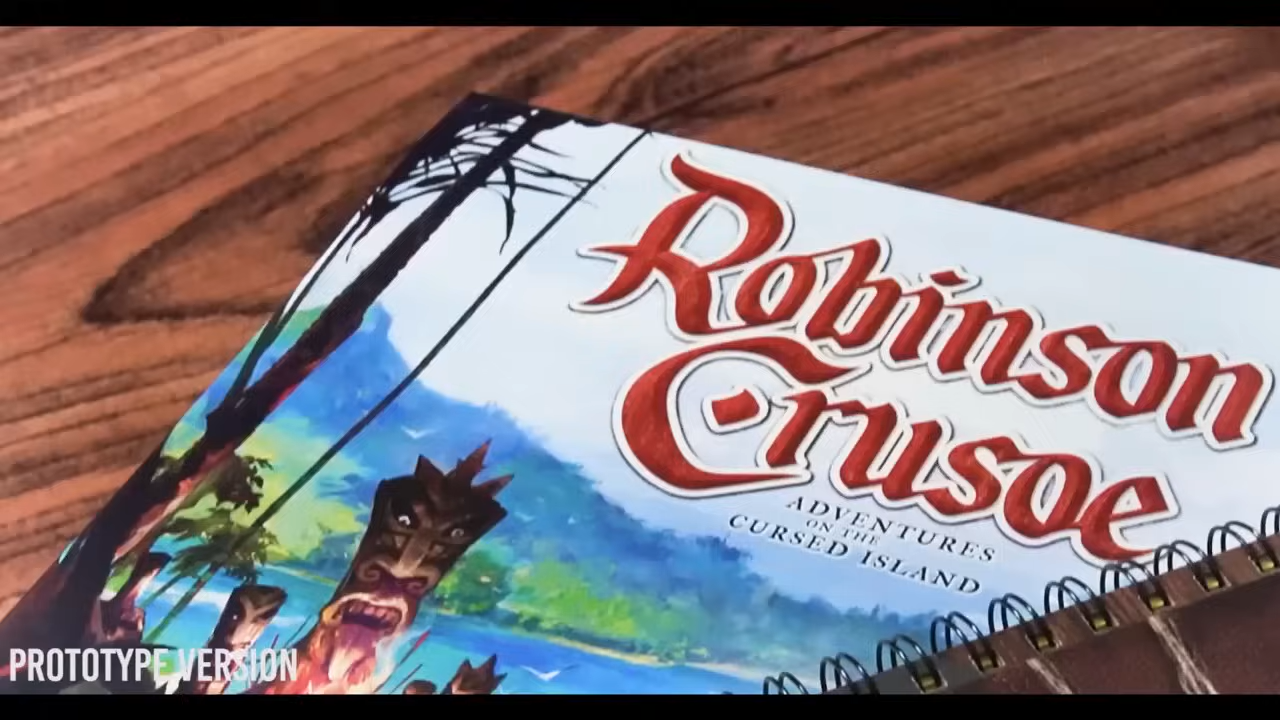 Robinson
Crusoe
ADVENTURES
ON THE
CURSED ISLAND
PROTOTYPE VERSION